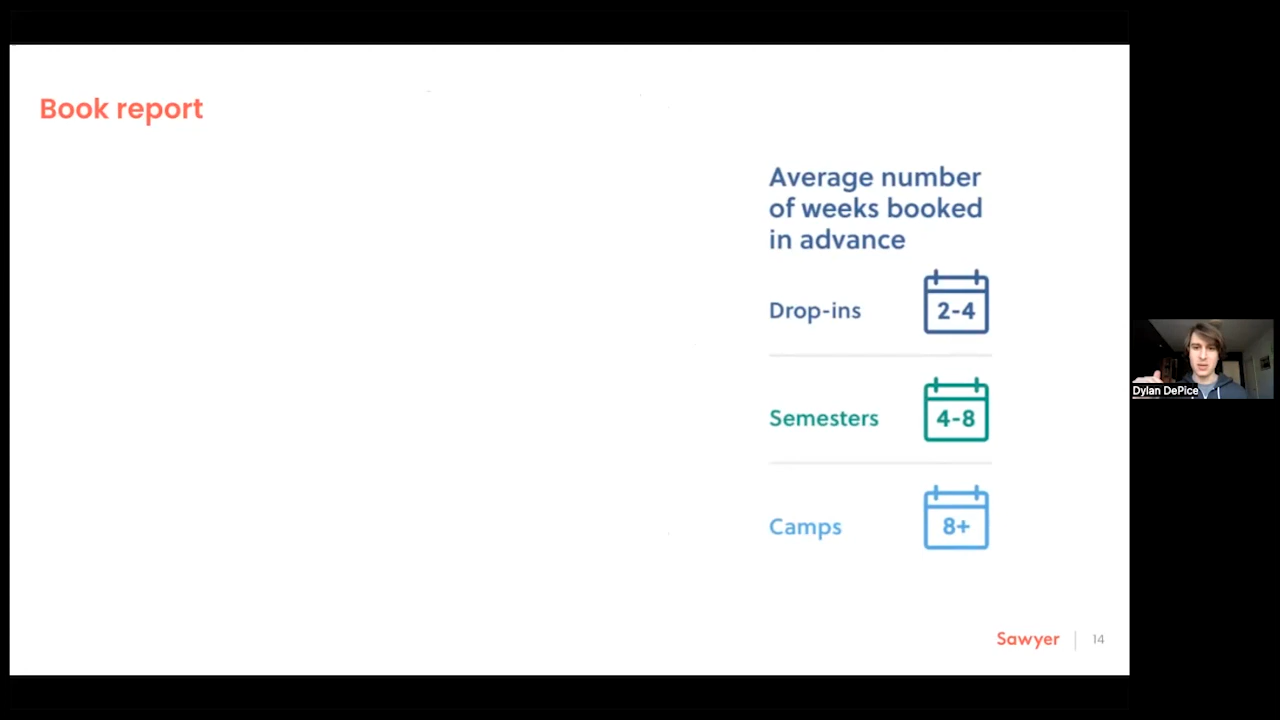 Book report
Average number
of weeks booked
in advance
Drop-ins
2-4
Semesters
4-8
Camps
8+
Sawyer
14
Dylan DePice